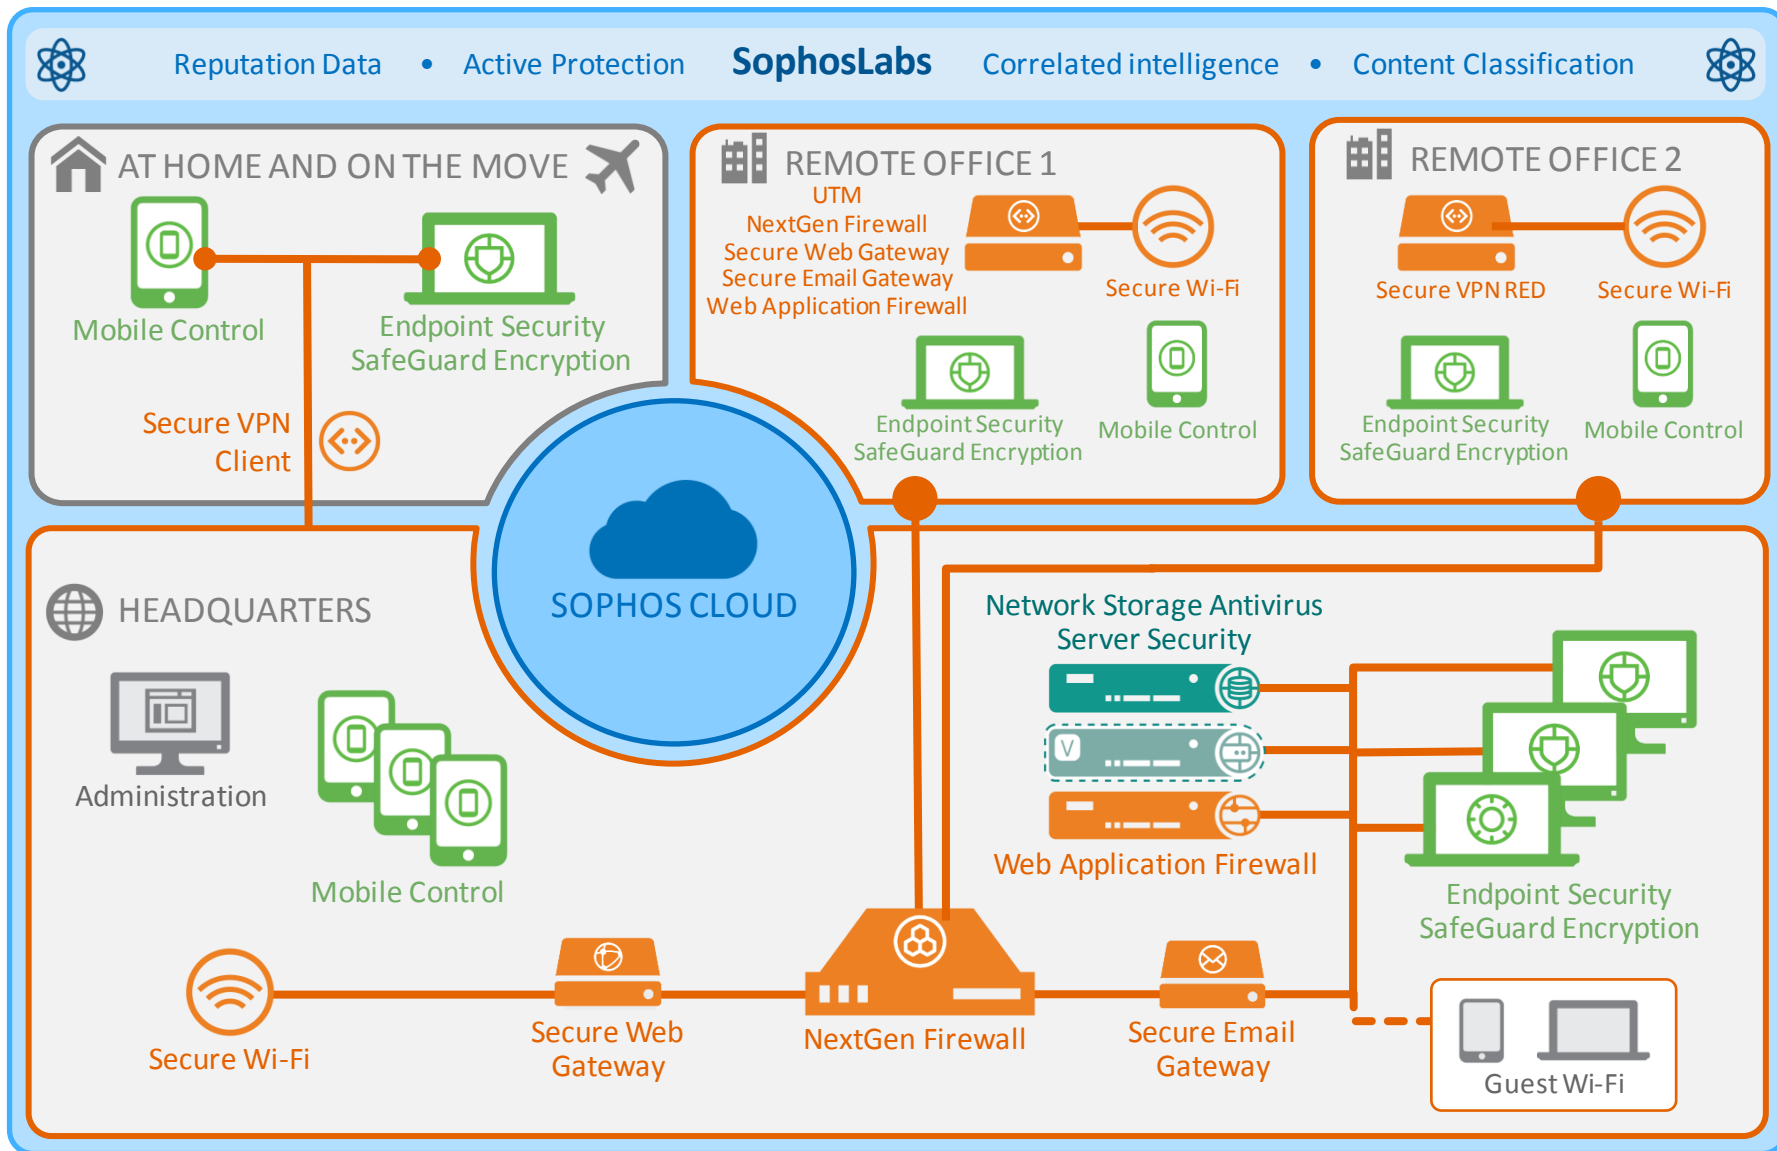 Reputation Data • Active Protection SophosLabs Correlated intelligence • Content Classification
AT HOME AND ON THE MOVE
Mobile Control
Endpoint Security
SafeGuard Encryption
Secure VPN
Client
REMOTE OFFICE 1
UTM
NextGen Firewall
Secure Web Gateway
Secure Email Gateway
Web Application Firewall
Secure Wi-Fi
Endpoint Security
SafeGuard Encryption
Mobile Control
REMOTE OFFICE 2
Secure VPN RED
Secure Wi-Fi
Endpoint Security
SafeGuard Encryption
Mobile Control
SOPHOS CLOUD
HEADQUARTERS
Administration
Mobile Control
Network Storage Antivirus
Server Security
V
Web Application Firewall
Endpoint Security
SafeGuard Encryption
Secure Wi-Fi
Secure Web
Gateway
NextGen Firewall
Secure Email
Gateway
Guest Wi-Fi